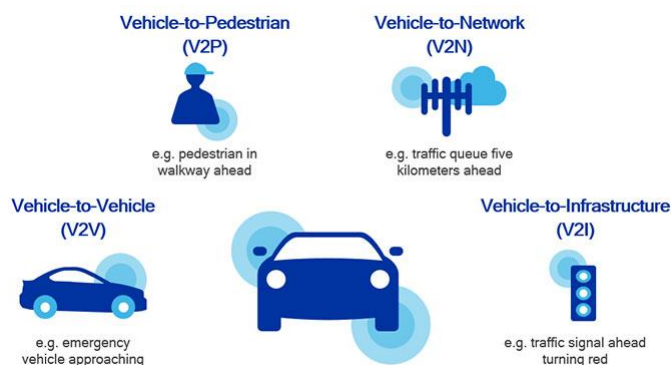 Vehicle-to-Pedestrian
(V2P)
e.g. pedestrian in
walkway ahead
Vehicle-to-Network
(V2N)
e.g. traffic queue five
kilometers ahead
Vehicle-to-Vehicle
(V2V)
e.g. emergency
vehicle approaching
Vehicle-to-Infrastructure
(V2I)
e.g. traffic signal ahead
turning red